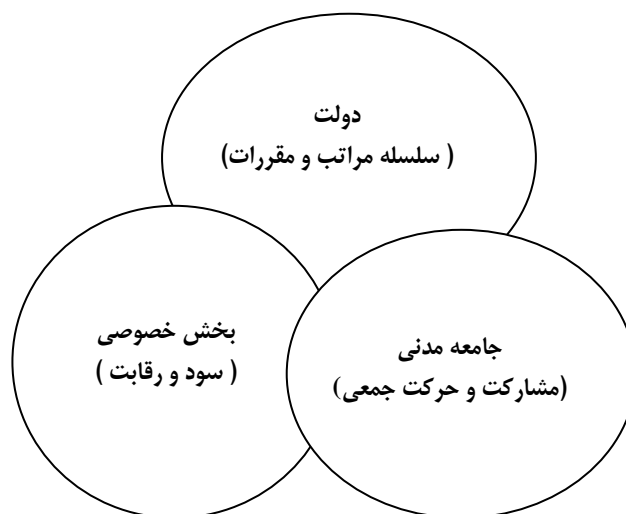 دولت
( سلسله مراتب و مقررات)
بخش خصوصی
( سود و رقابت )
جامعه مدنی
(مشارکت و حرکت جمعی)